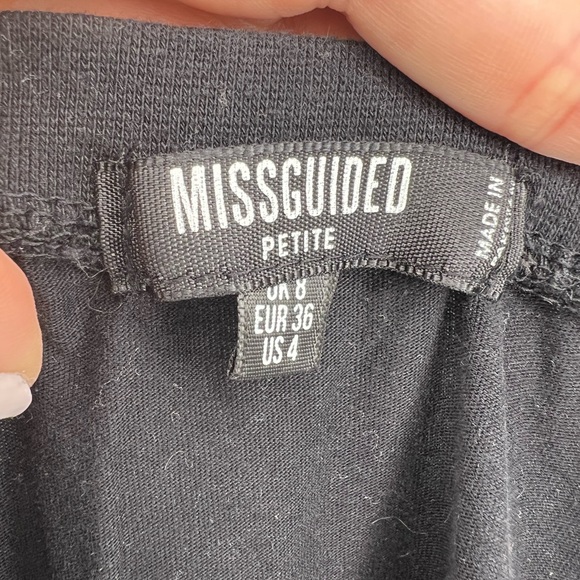 MISSGUIDED
PETITE
MADE IN
UK 8
EUR 36
US 4